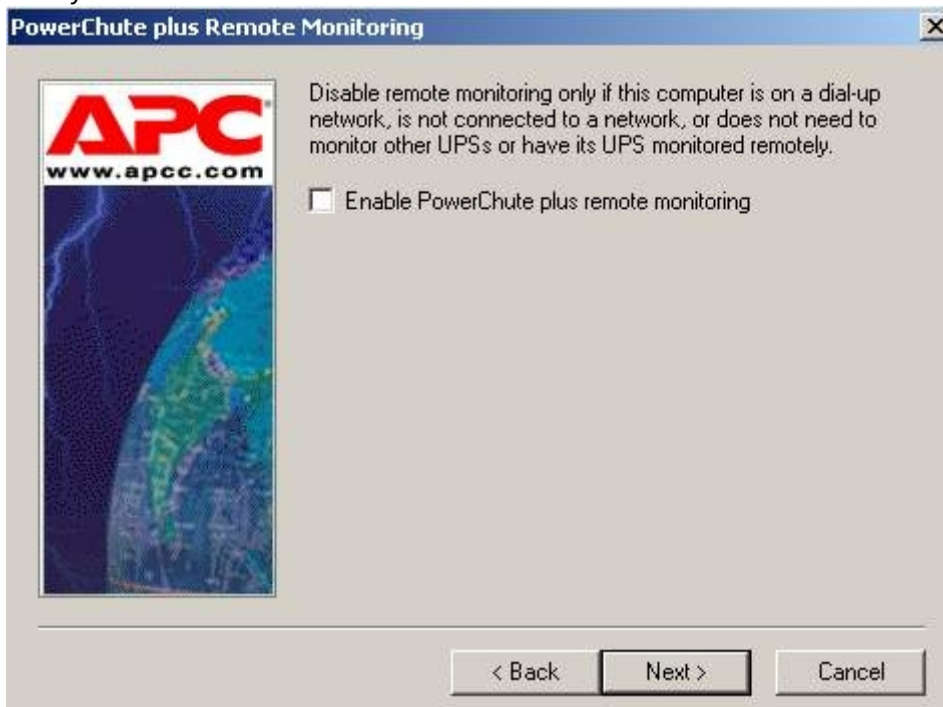 PowerChute plus Remote Monitoring
APC
www.apcc.com
Disable remote monitoring only if this computer is on a dial-up
network, is not connected to a network, or does not need to
monitor other UPSs or have its UPS monitored remotely.
Enable PowerChute plus remote monitoring
< Back
Next >
Cancel